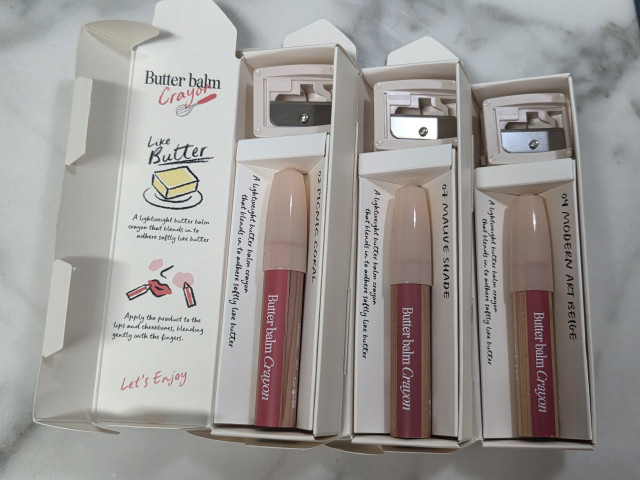 Butter balm
Crayon
Like
Butter
A lightweight butter balm
crayon that blends in to
adhere softly like butter
Apply the product to the
lips and cheekbones, blending
gently with the fingers.
Let's Enjoy
02 PICNIC CORAL
A lightweight butter balm crayon
that blends in to adhere softly like butter
Butter balm Crayon
03 MAUVE SHADE
A lightweight butter balm crayon
that blends in to adhere softly like butter
Butter balm Crayon
04 MODERN ART BEIGE
A lightweight butter balm crayon
that blends in to adhere softly like butter
Butter balm Crayon